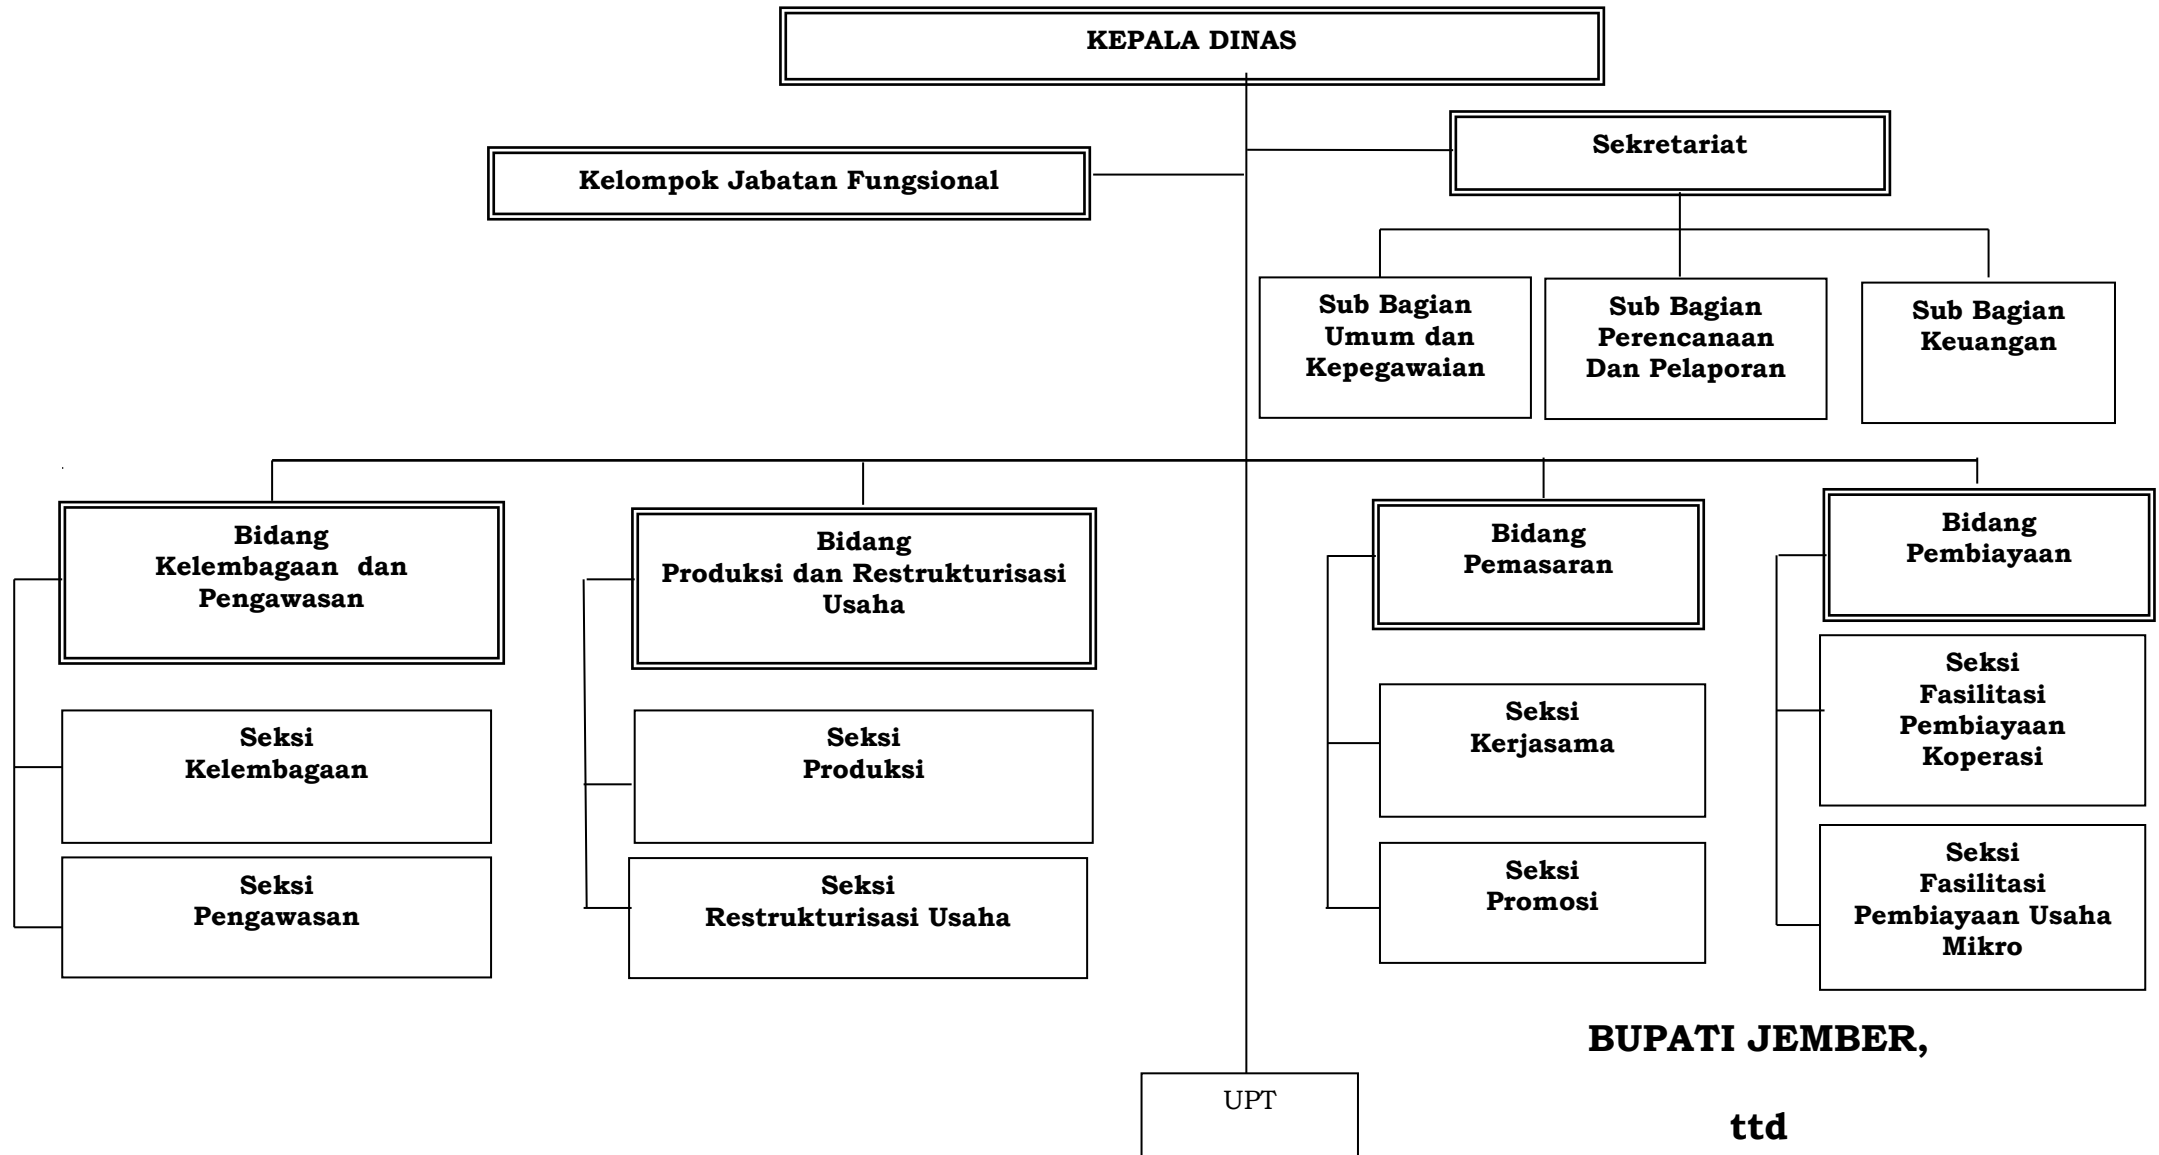 KEPALA DINAS
Sekretariat
Kelompok Jabatan Fungsional
Sub Bagian
Umum dan
Kepegawaian
Sub Bagian
Perencanaan
Dan Pelaporan
Sub Bagian
Keuangan
Bidang
Kelembagaan dan
Pengawasan
Bidang
Produksi dan Restrukturisasi
Usaha
Bidang
Pemasaran
Bidang
Pembiayaan
Seksi
Kelembagaan
Seksi
Produksi
Seksi
Kerjasama
Seksi
Fasilitasi
Pembiayaan
Koperasi
Seksi
Pengawasan
Seksi
Restrukturisasi Usaha
Seksi
Promosi
Seksi
Fasilitasi
Pembiayaan Usaha
Mikro
BUPATI JEMBER,
UPT
ttd